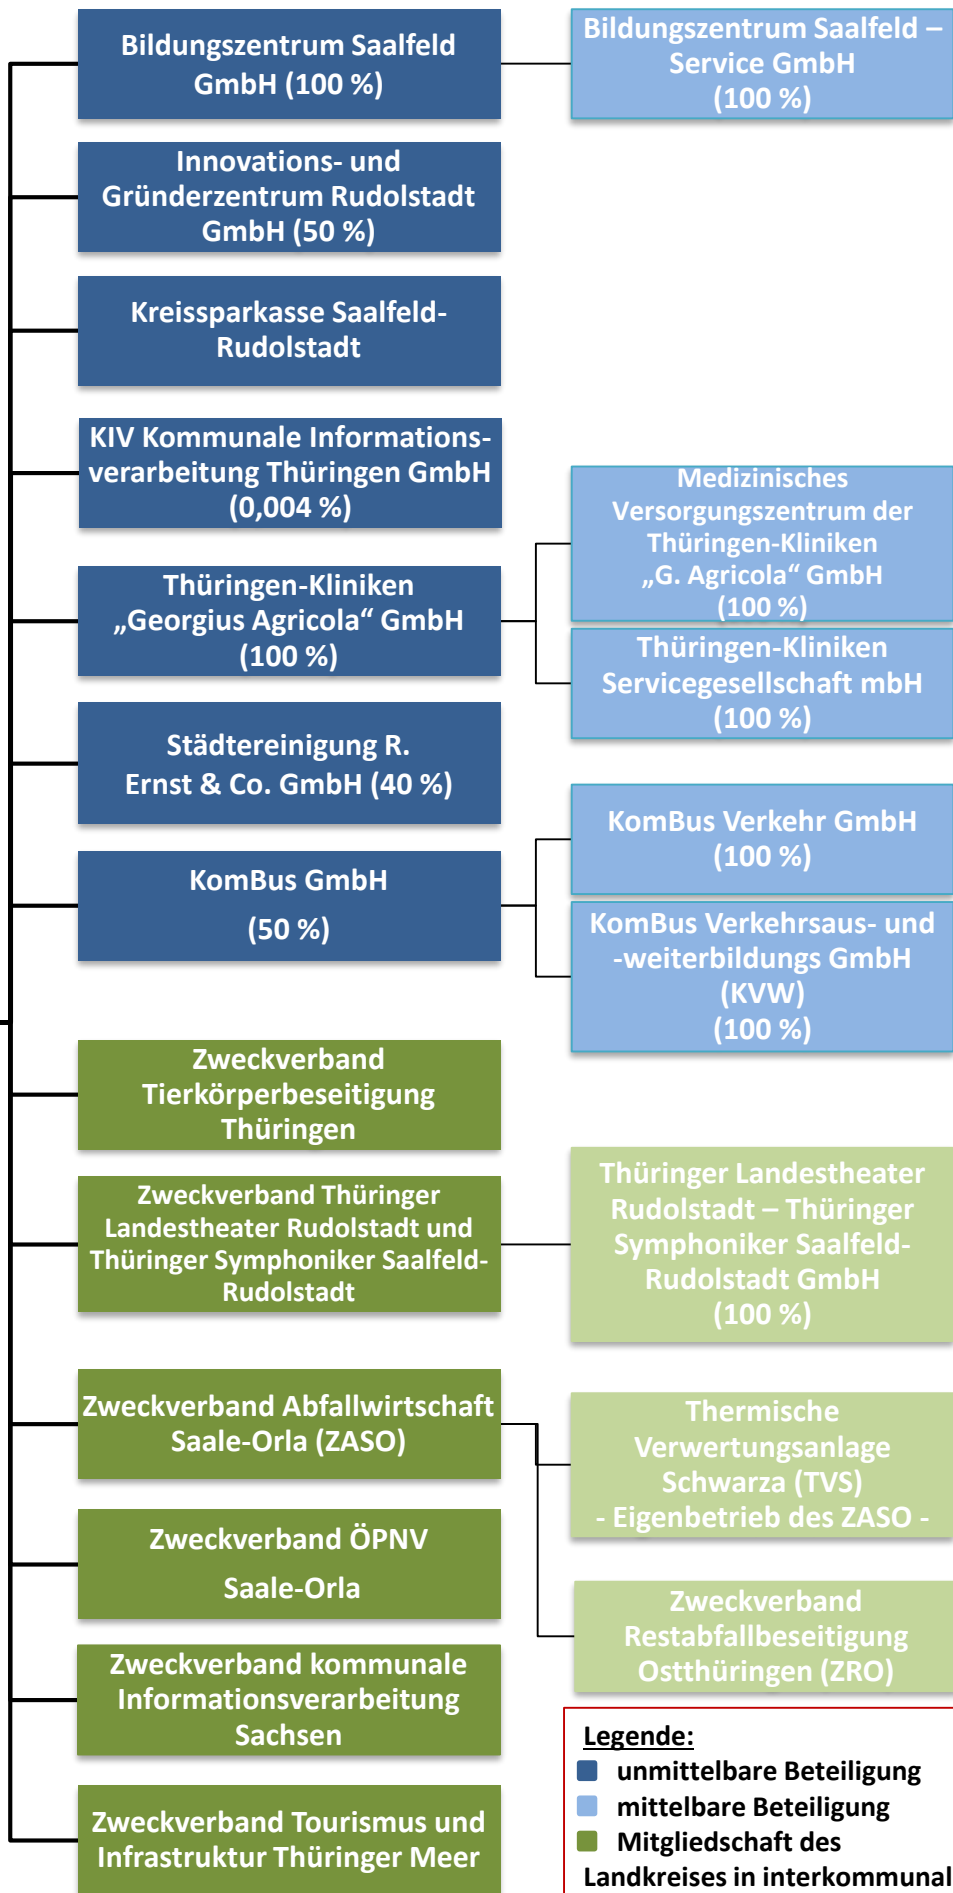 Bildungszentrum Saalfeld
GmbH (100 %)
Bildungszentrum Saalfeld –
Service GmbH
(100 %)
Innovations- und
Gründerzentrum Rudolstadt
GmbH (50 %)
Kreissparkasse Saalfeld-
Rudolstadt
KIV Kommunale Informations-
verarbeitung Thüringen GmbH
(0,004 %)
Thüringen-Kliniken
„Georgius Agricola“ GmbH
(100 %)
Medizinisches
Versorgungszentrum der
Thüringen-Kliniken
„G. Agricola“ GmbH
(100 %)
Thüringen-Kliniken
Servicegesellschaft mbH
(100 %)
Städtereinigung R.
Ernst & Co. GmbH (40 %)
KomBus GmbH
(50 %)
KomBus Verkehr GmbH
(100 %)
KomBus Verkehrsaus- und
-weiterbildungs GmbH
(KVW)
(100 %)
Zweckverband
Tierkörperbeseitigung
Thüringen
Zweckverband Thüringer
Landestheater Rudolstadt und
Thüringer Symphoniker Saalfeld-
Rudolstadt
Thüringer Landestheater
Rudolstadt – Thüringer
Symphoniker Saalfeld-
Rudolstadt GmbH
(100 %)
Zweckverband Abfallwirtschaft
Saale-Orla (ZASO)
Thermische
Verwertungsanlage
Schwarza (TVS)
- Eigenbetrieb des ZASO -
Zweckverband ÖPNV
Saale-Orla
Zweckverband
Restabfallbeseitigung
Ostthüringen (ZRO)
Zweckverband kommunale
Informationsverarbeitung
Sachsen
Zweckverband Tourismus und
Infrastruktur Thüringer Meer
Legende:
unmittelbare Beteiligung
mittelbare Beteiligung
Mitgliedschaft des
Landkreises in interkommunal